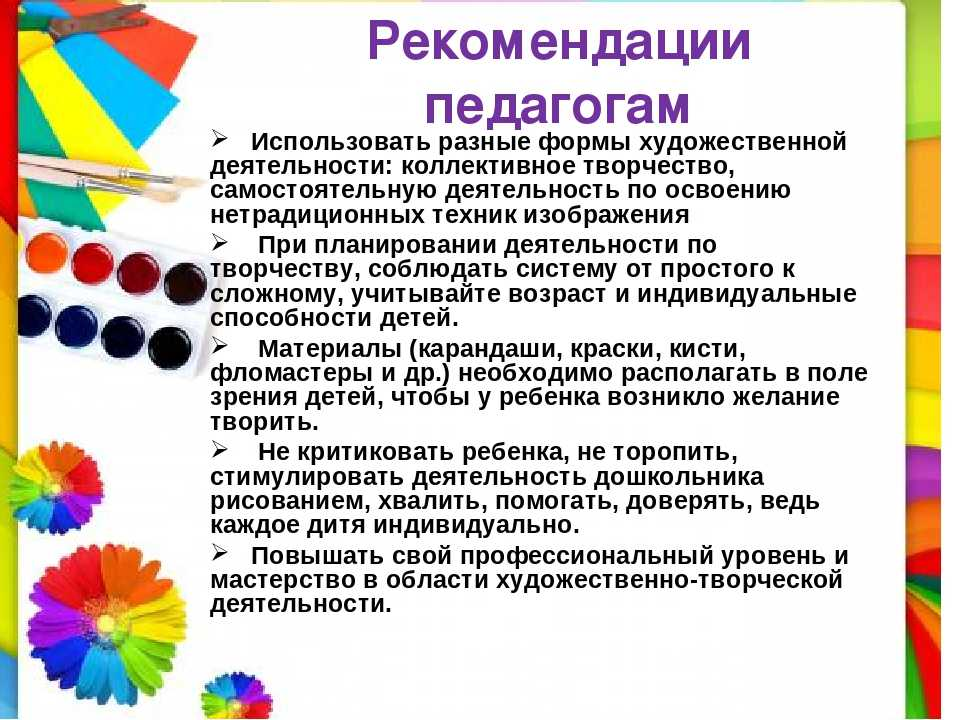 Рекомендации
педагогам
➢ Использовать разные формы художественной
деятельности: коллективное творчество,
самостоятельную деятельность по освоению
нетрадиционных техник изображения
➢ При планировании деятельности по
творчеству, соблюдать систему от простого к
сложному, учитывайте возраст и индивидуальные
способности детей.
➢ Материалы (карандаши, краски, кисти,
фломастеры и др.) необходимо располагать в поле
зрения детей, чтобы у ребенка возникло желание
творить.
➢ Не критиковать ребенка, не торопить,
стимулировать деятельность дошкольника
рисованием, хвалить, помогать, доверять, ведь
каждое дитя индивидуально.
➢ Повышать свой профессиональный уровень и
мастерство в области художественно-творческой
деятельности.